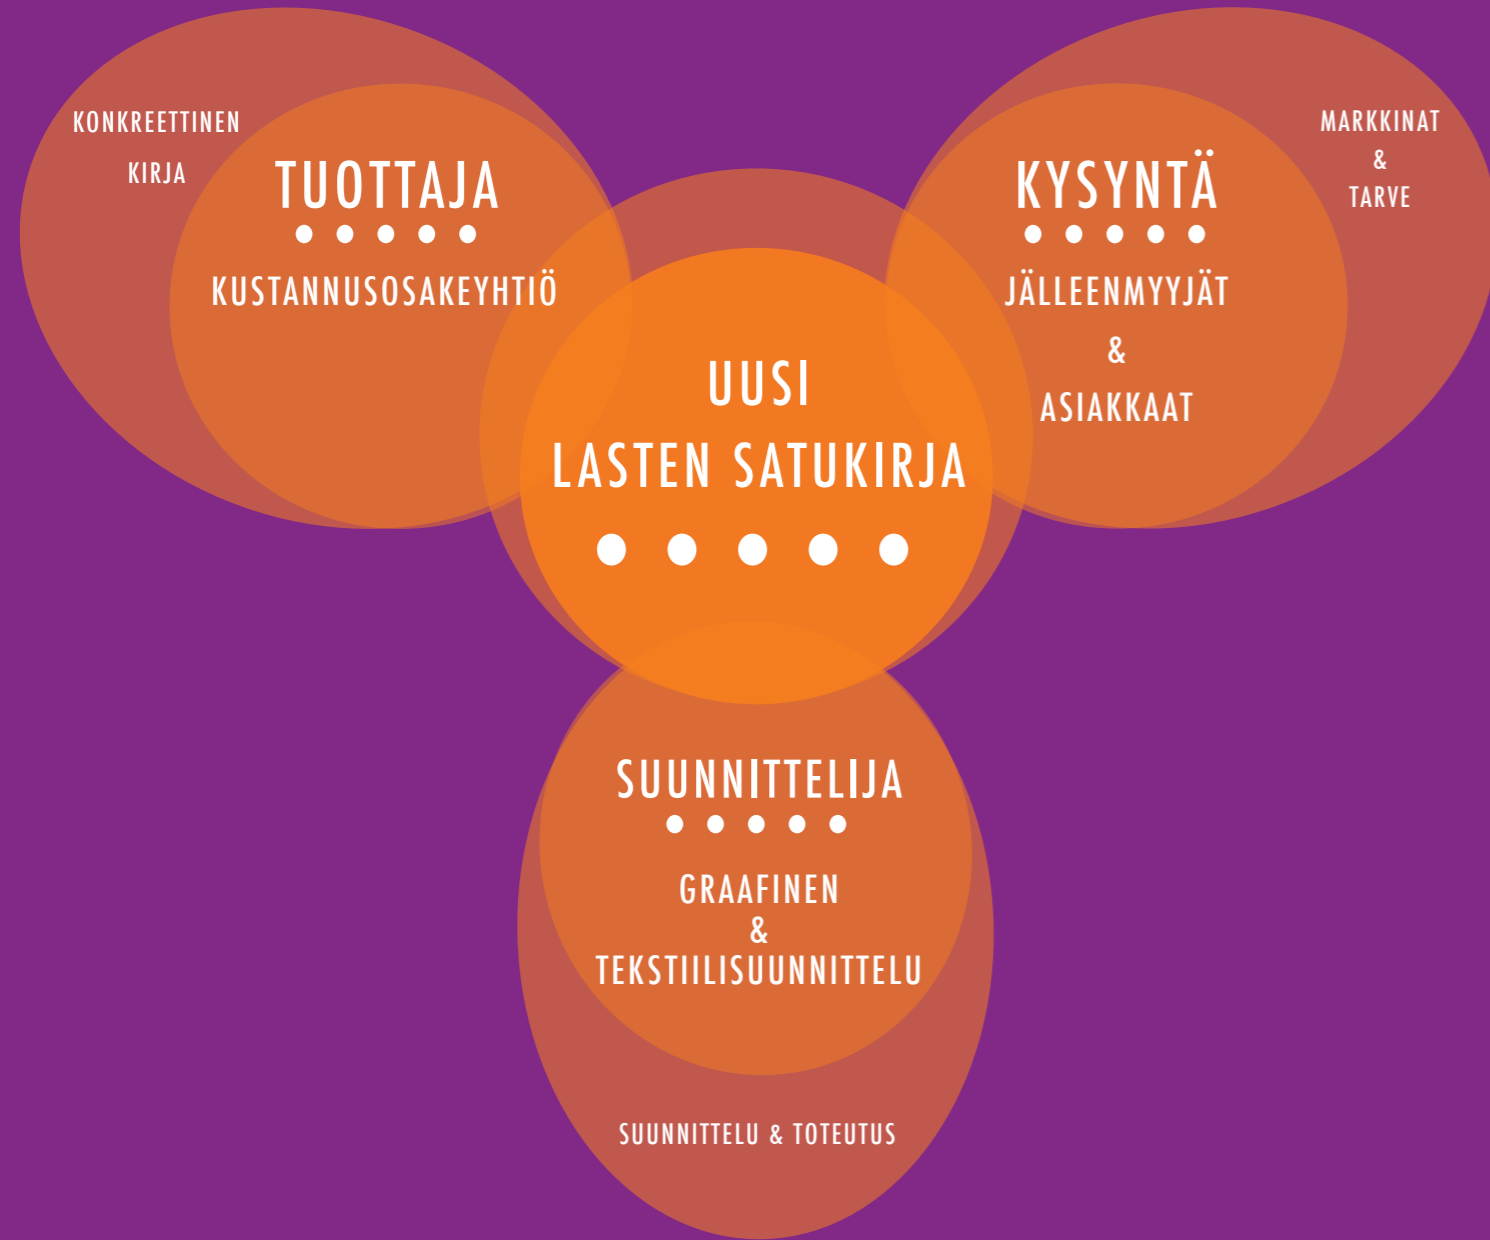 KONKREETTINEN
KIRJA
TUOTTAJA
KUSTANNUSOSAKEYHTIÖ
KYSYNTÄ
JÄLLEENMYYJÄT
&
ASIAKKAAT
MARKKINAT
&
TARVE
UUSI
LASTEN SATUKIRJA
SUUNNITTELIJA
GRAAFINEN
&
TEKSTIILISUUNNITTELU
SUUNNITTELU & TOTEUTUS